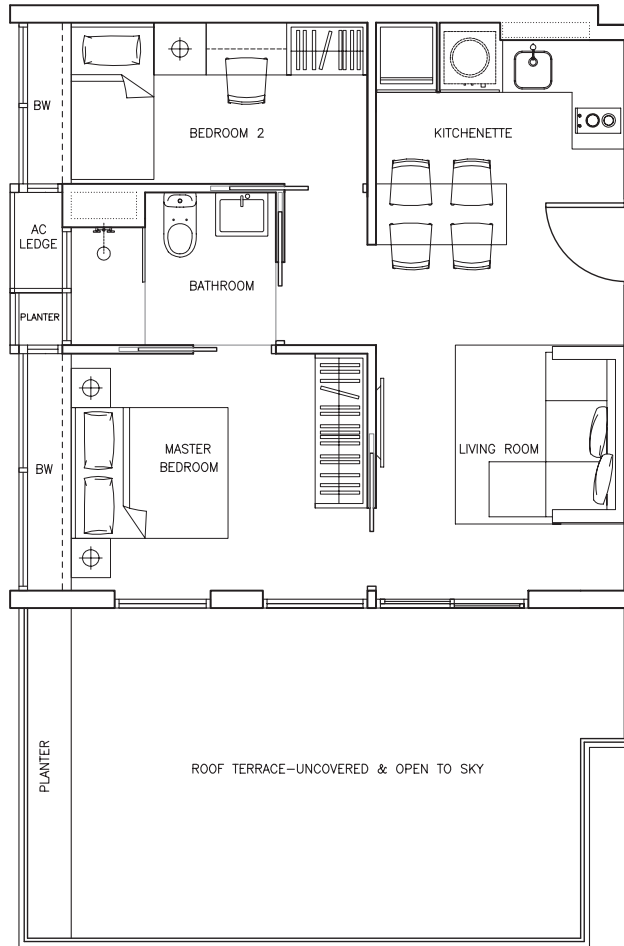 BW
BEDROOM 2
KITCHENETTE
AC
LEDGE
BATHROOM
PLANTER
BW
MASTER
BEDROOM
LIVING ROOM
PLANTER
ROOF TERRACE-UNCOVERED & OPEN TO SKY